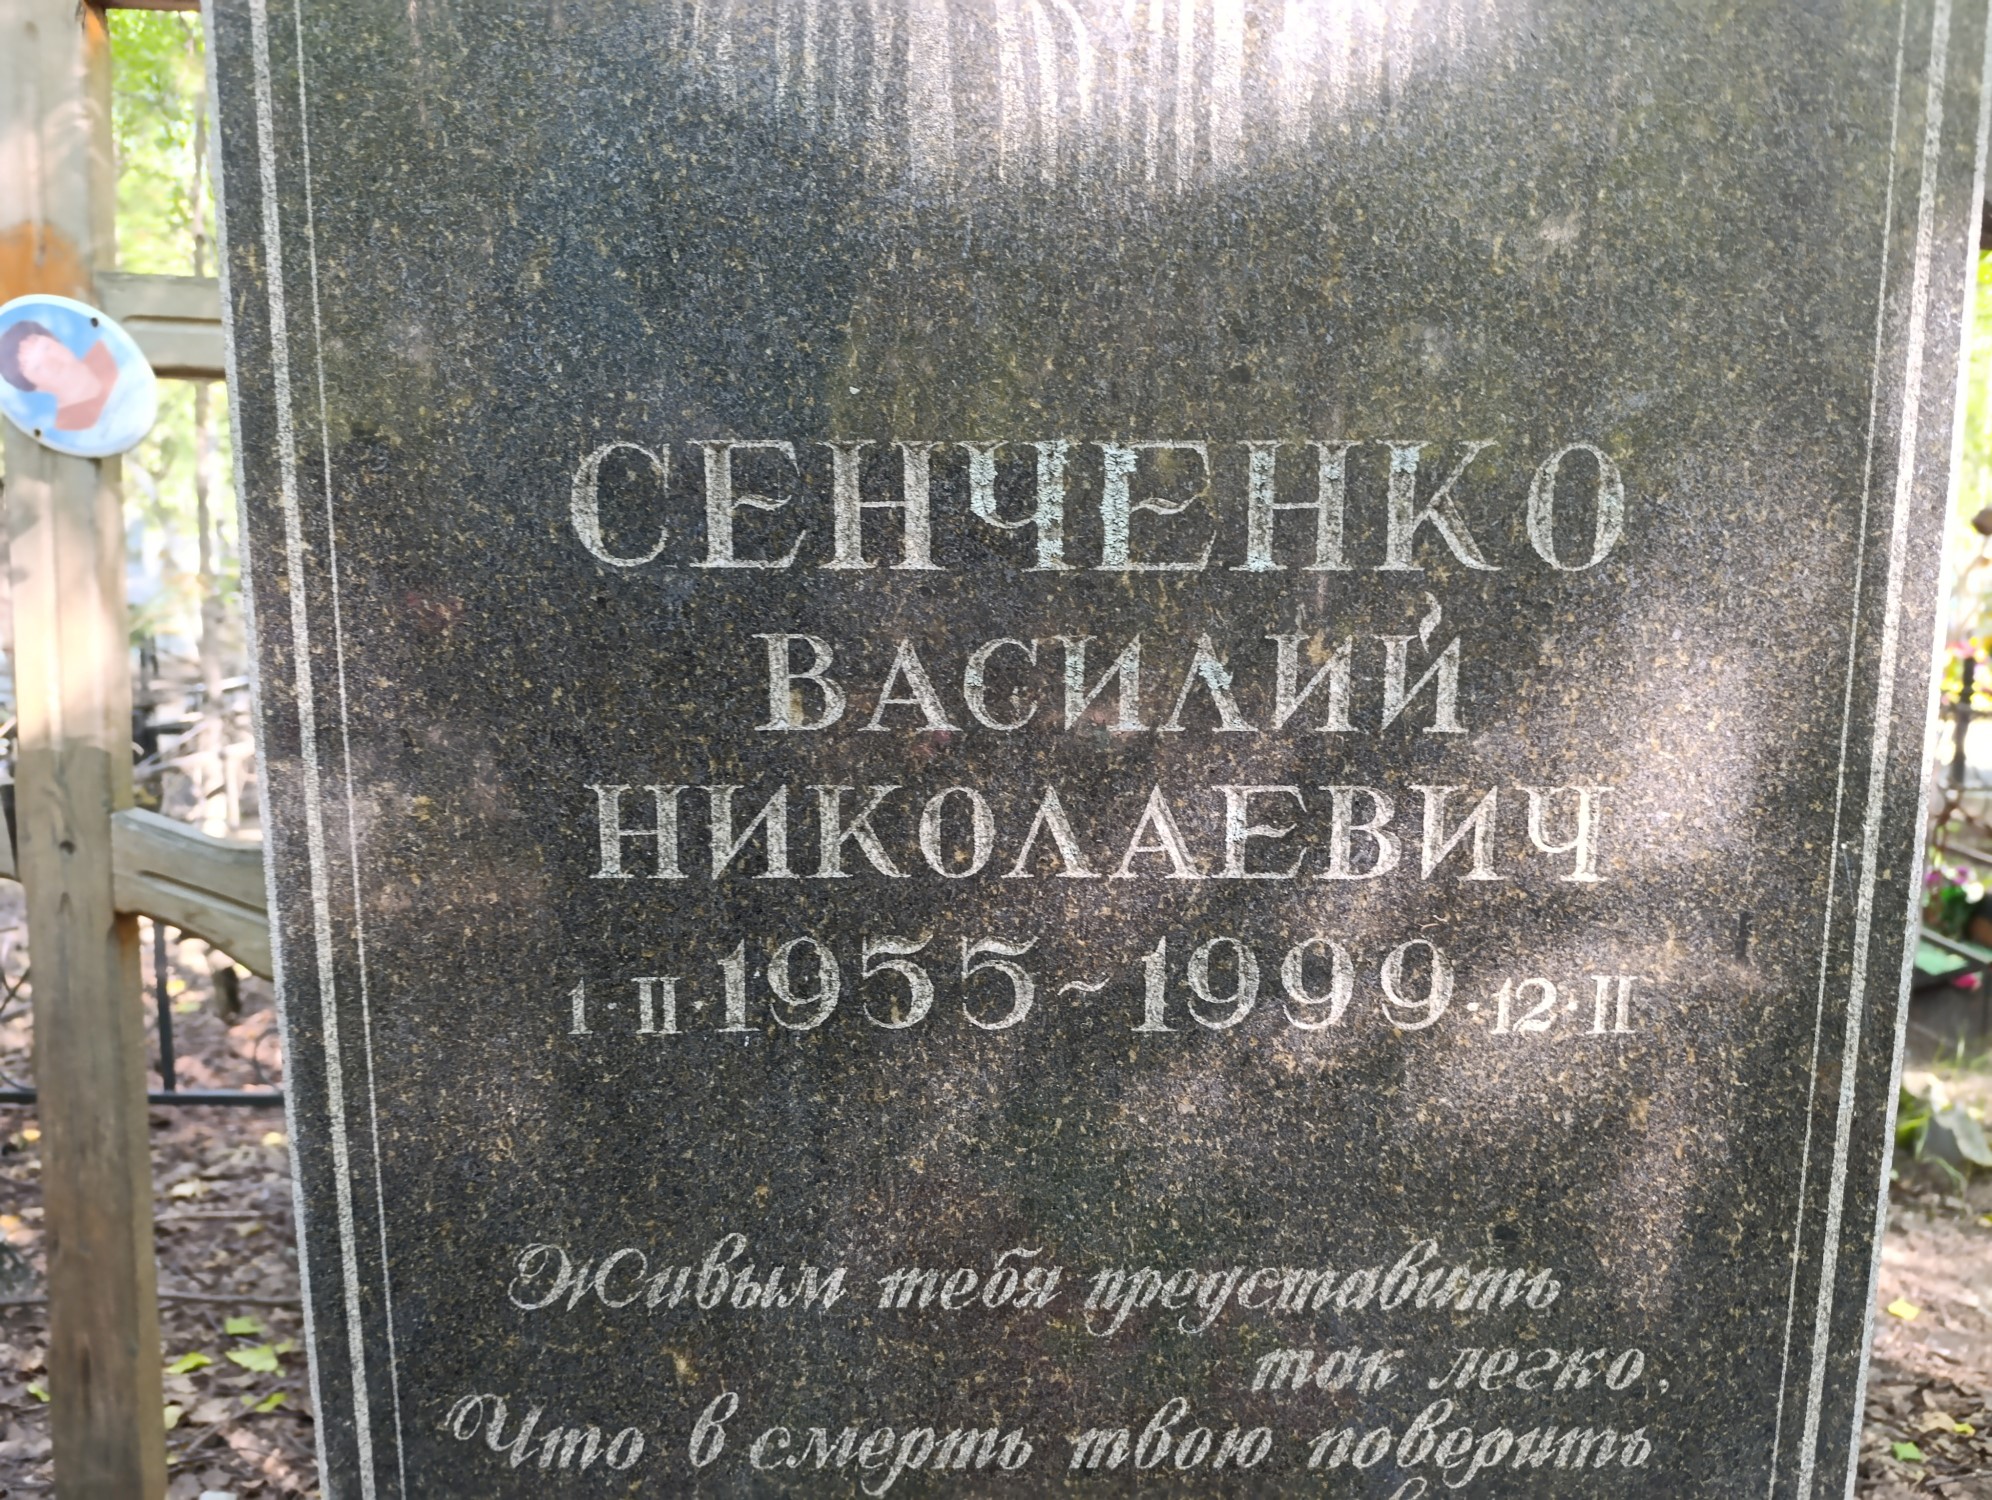 СЕНЧЕНКО
ВАСИЛИЙ
НИКОЛАЕВИЧ
1·II·1955~1999·12·II
Живым тебя представить
так легко,
Что в смерть твою поверить